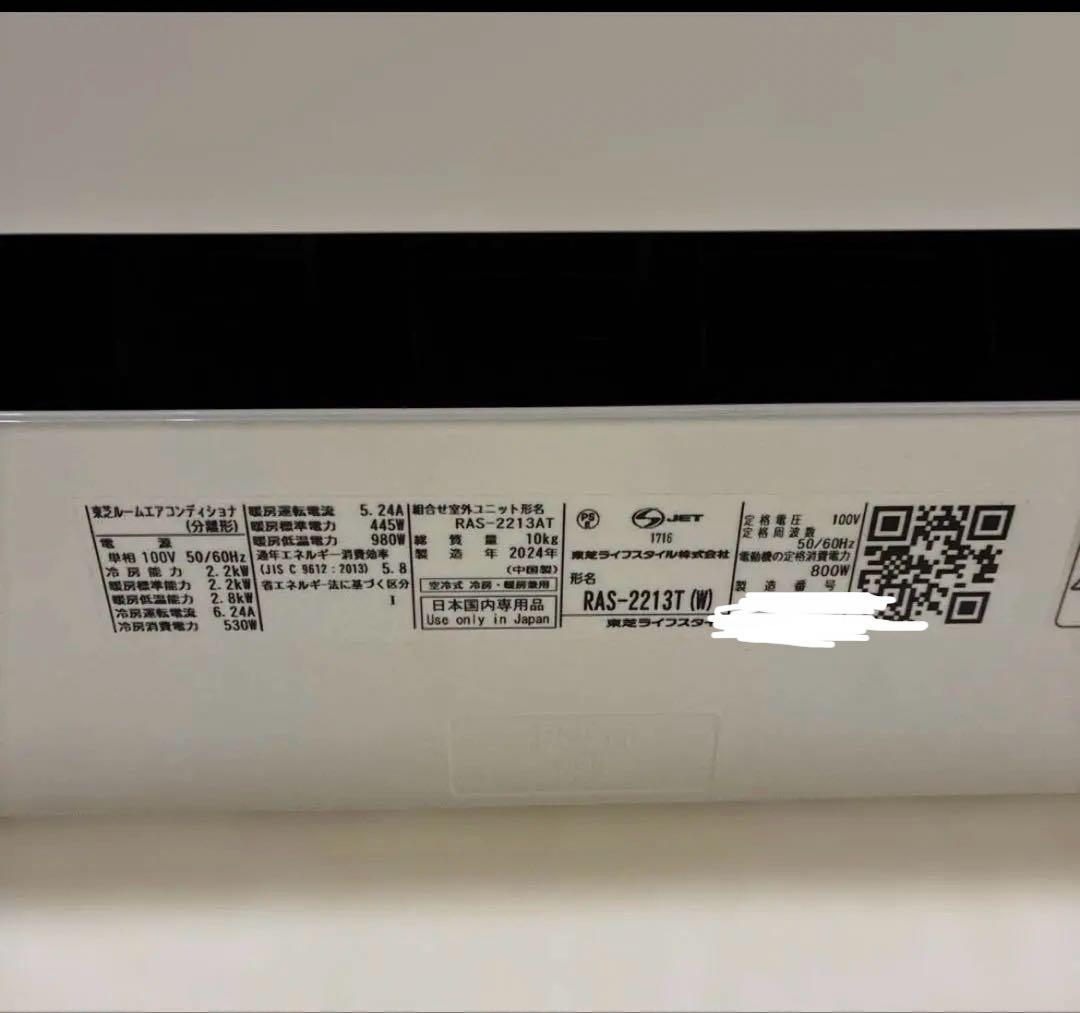 東芝ルームエアコンディショナ
(分離形)
電 源
単相 100V 50/60Hz
冷房能力 2.2kW
暖房標準能力 2.2kW
暖房低温能力 2.8kW
冷房運転電流 6.24A
冷房消費電力 530W
暖房運転電流 5.24A
暖房標準電力 445W
暖房低温電力 980W
通年エネルギー消費効率
(JIS C 9612：2013) 5.8
省エネルギー法に基づく区分
I
組合せ室外ユニット形名
RAS-2213AT
総質量 10kg
製造年 2024年
(中国製)
空冷式 冷房・暖房兼用
日本国内専用品
Use only in Japan
PS E JET
1716
東芝ライフスタイル株式会社
形名
RAS-2213T(W)
東芝ライフスタ
定格電圧 100V
定格周波数
50/60Hz
電動機の定格消費電力
800W
製造番号